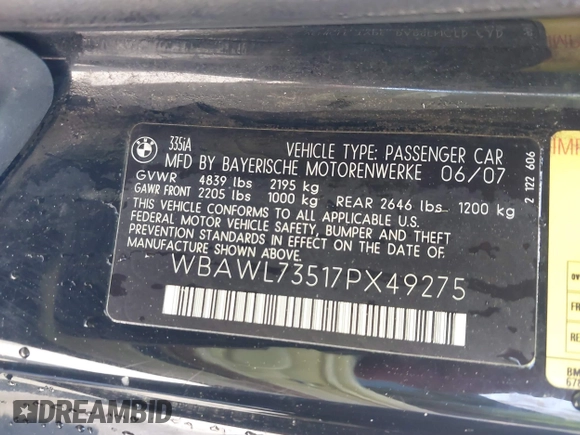 335iA
VEHICLE TYPE: PASSENGER CAR
MFD BY BAYERISCHE MOTORENWERKE 06/07
GVWR 4839 lbs 2195 kg
GAWR FRONT 2205 lbs 1000 kg REAR 2646 lbs 1200 kg
THIS VEHICLE CONFORMS TO ALL APPLICABLE U.S.
FEDERAL MOTOR VEHICLE SAFETY, BUMPER AND THEFT
PREVENTION STANDARDS IN EFFECT ON THE DATE OF
MANUFACTURE SHOWN ABOVE.
WBAWL73517PX49275
2 122 606
DREAMBID